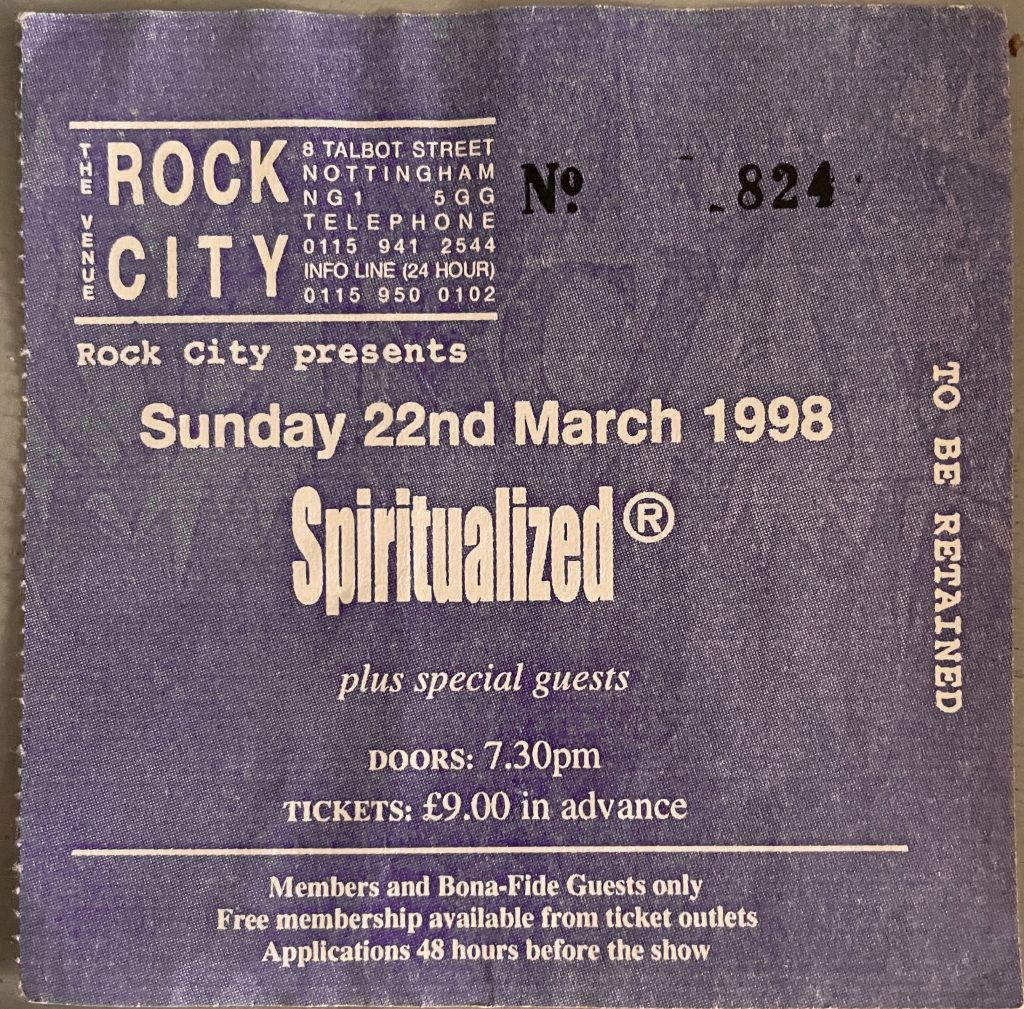 THE VENUE
ROCK
CITY
8 TALBOT STREET
NOTTINGHAM
NG1 5GG
TELEPHONE
0115 941 2544
INFO LINE (24 HOUR)
0115 950 0102
Nº. 824
Rock City presents
Sunday 22nd March 1998
Spiritualized®
plus special guests
DOORS: 7.30pm
TICKETS: £9.00 in advance
TO BE RETAINED
Members and Bona-Fide Guests only
Free membership available from ticket outlets
Applications 48 hours before the show